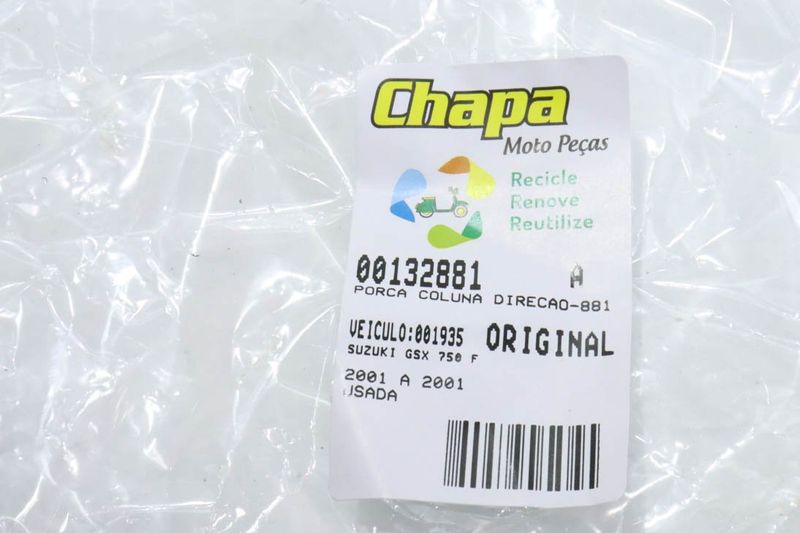 Chapa
Moto Peças
Recicle
Renove
Reutilize
00132881 A
PORCA COLUNA DIRECAO-881
VEICULO:001935 ORIGINAL
SUZUKI GSX 750 F
2001 A 2001
USADA